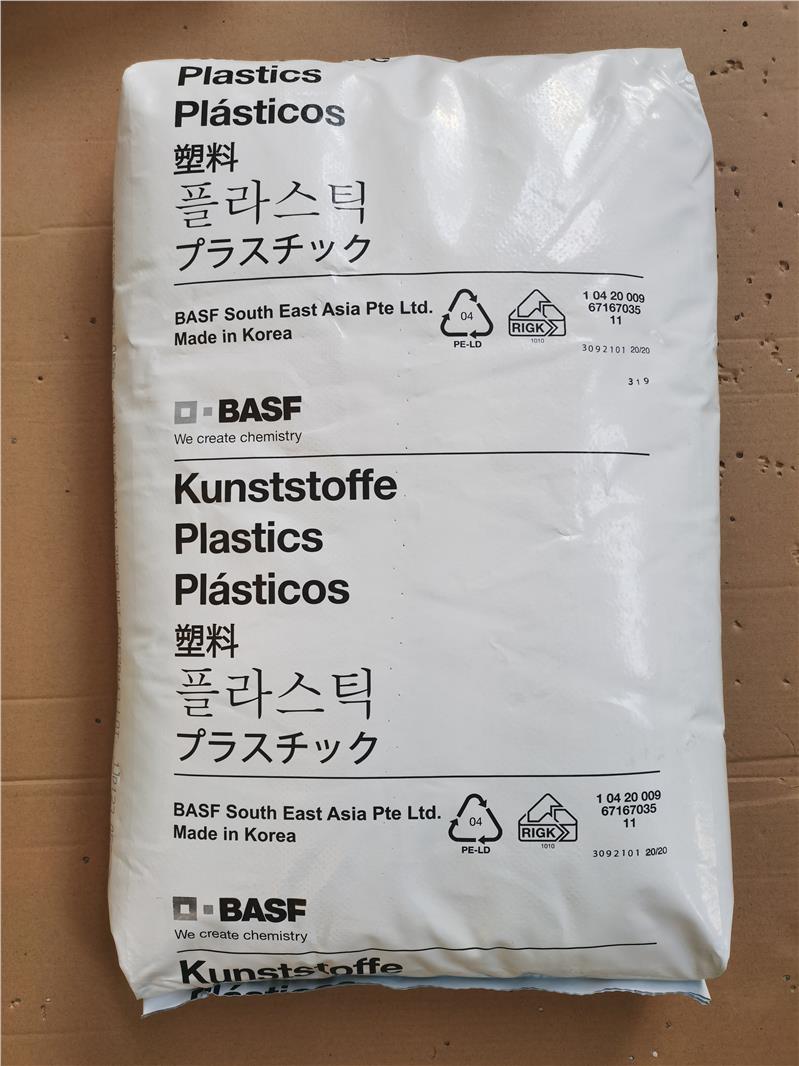 Plastics
Plásticos
塑料
플라스틱
プラスチック
BASF South East Asia Pte Ltd.
Made in Korea
04
PE-LD
RIGK
1010
1 04 20 009
67167035
11
3092101 20/20
3 1 9
BASF
We create chemistry
Kunststoffe
Plastics
Plásticos
塑料
플라스틱
プラスチック
BASF South East Asia Pte Ltd.
Made in Korea
04
PE-LD
RIGK
1010
1 04 20 009
67167035
11
3092101 20/20
BASF
We create chemistry
Kunststoffe
Plásticos